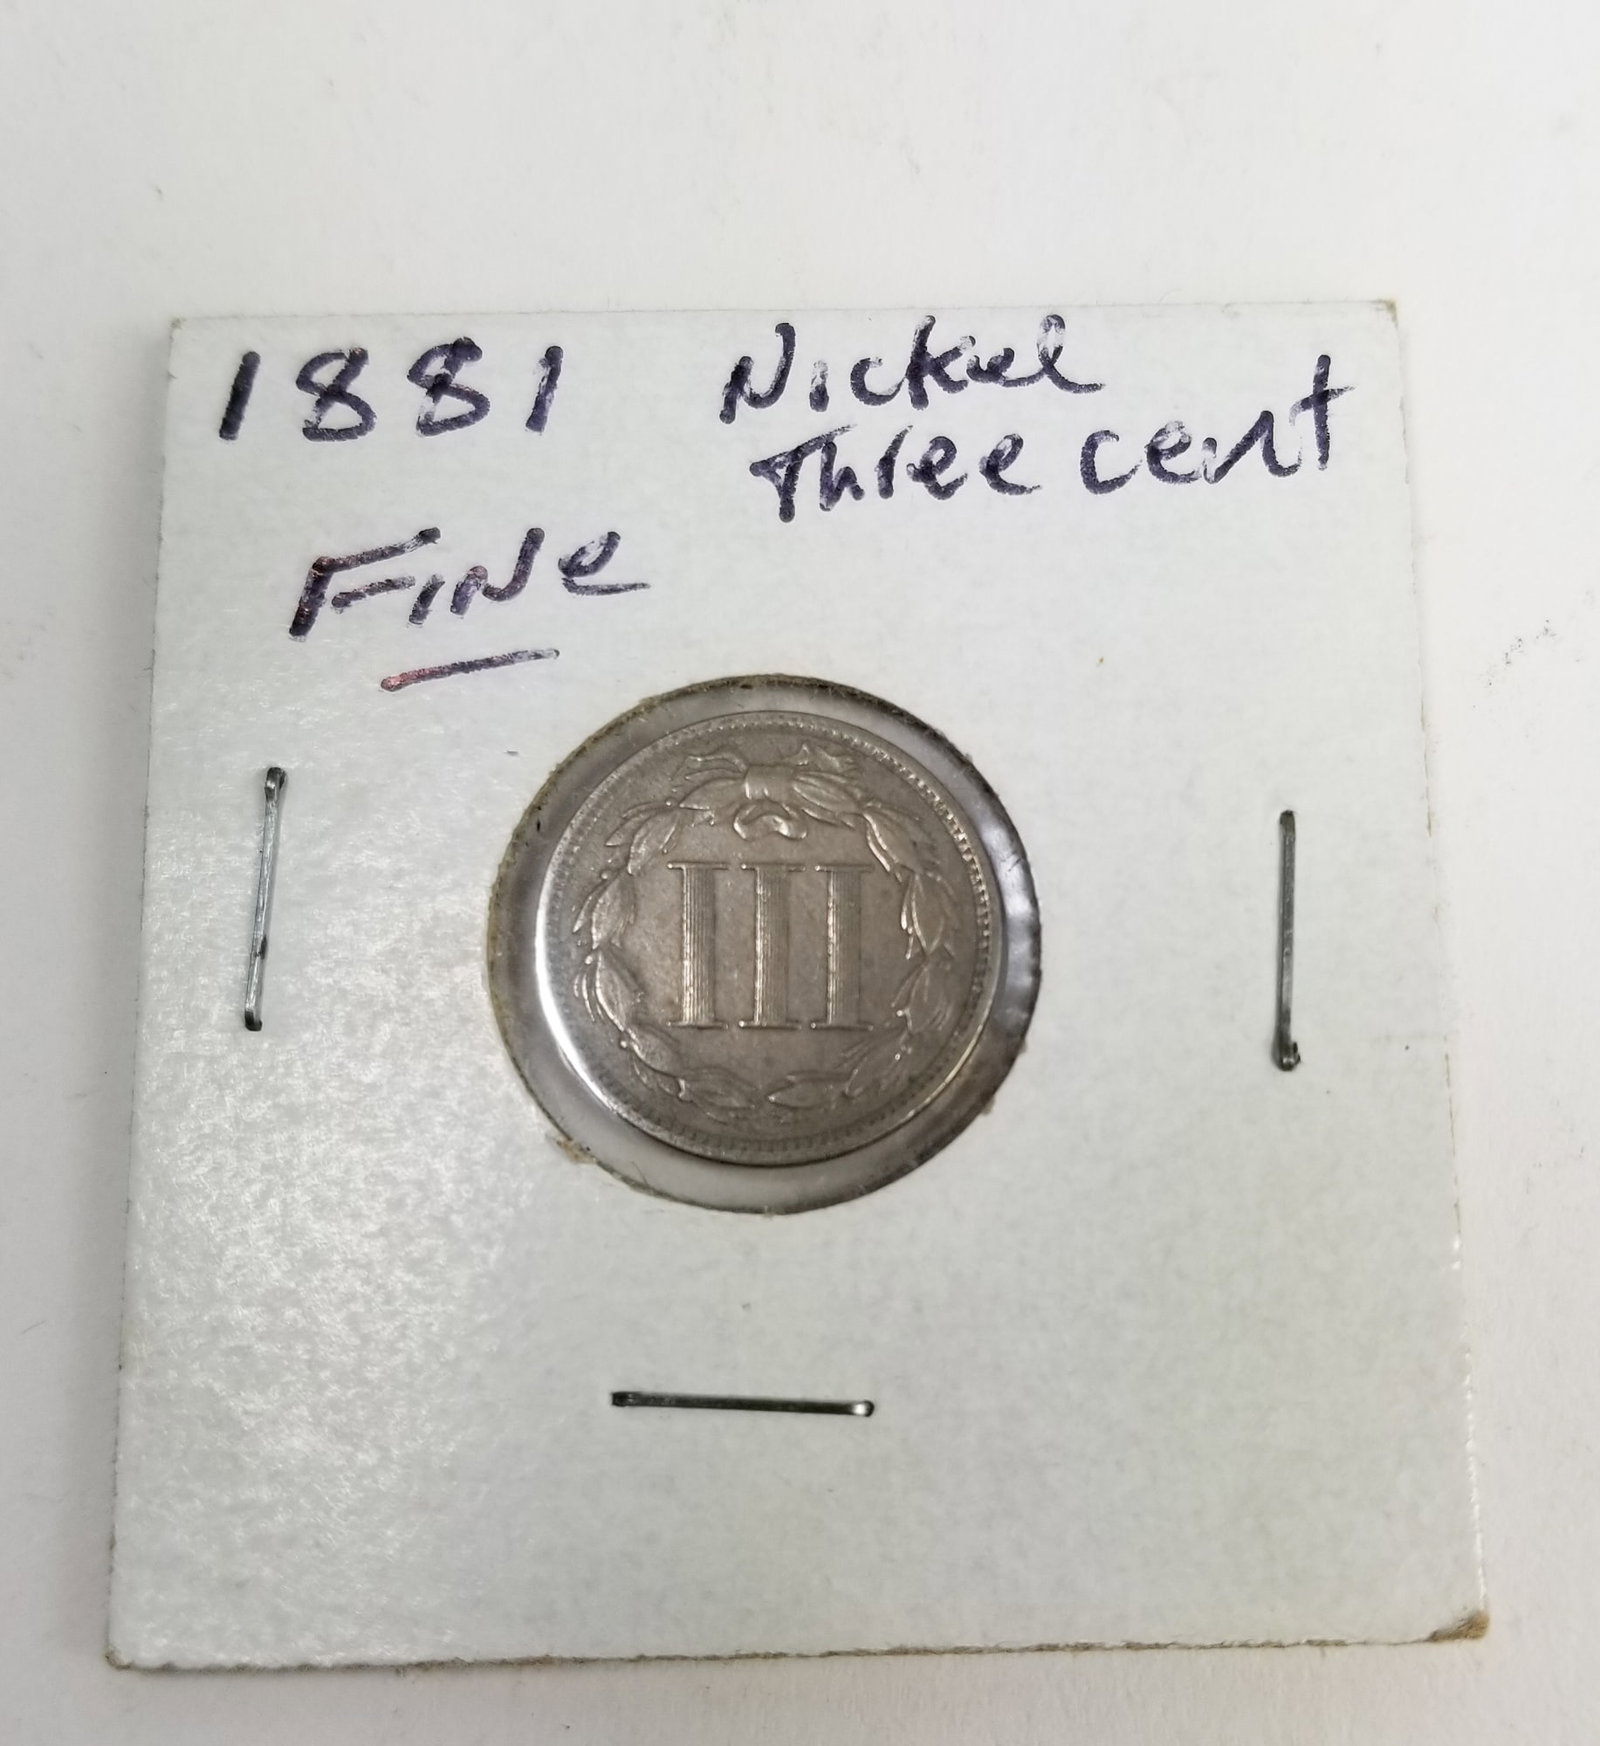 1881 Nickel
Three cent
Fine
III